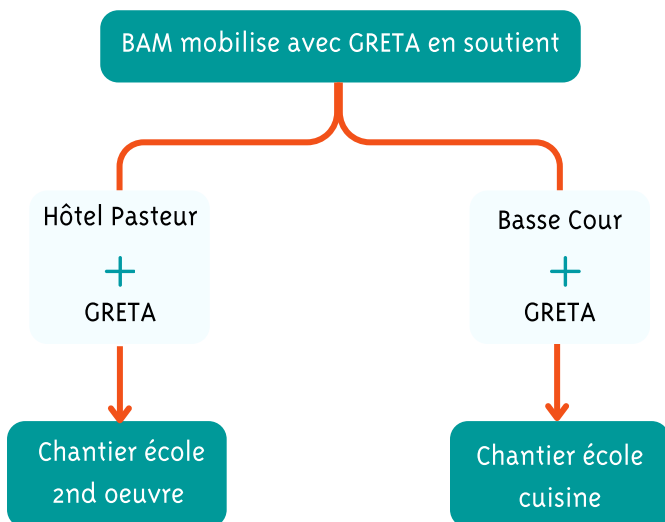 BAM mobilise avec GRETA en soutient
Hôtel Pasteur
+
GRETA
Basse Cour
+
GRETA
Chantier école
2nd oeuvre
Chantier école
cuisine